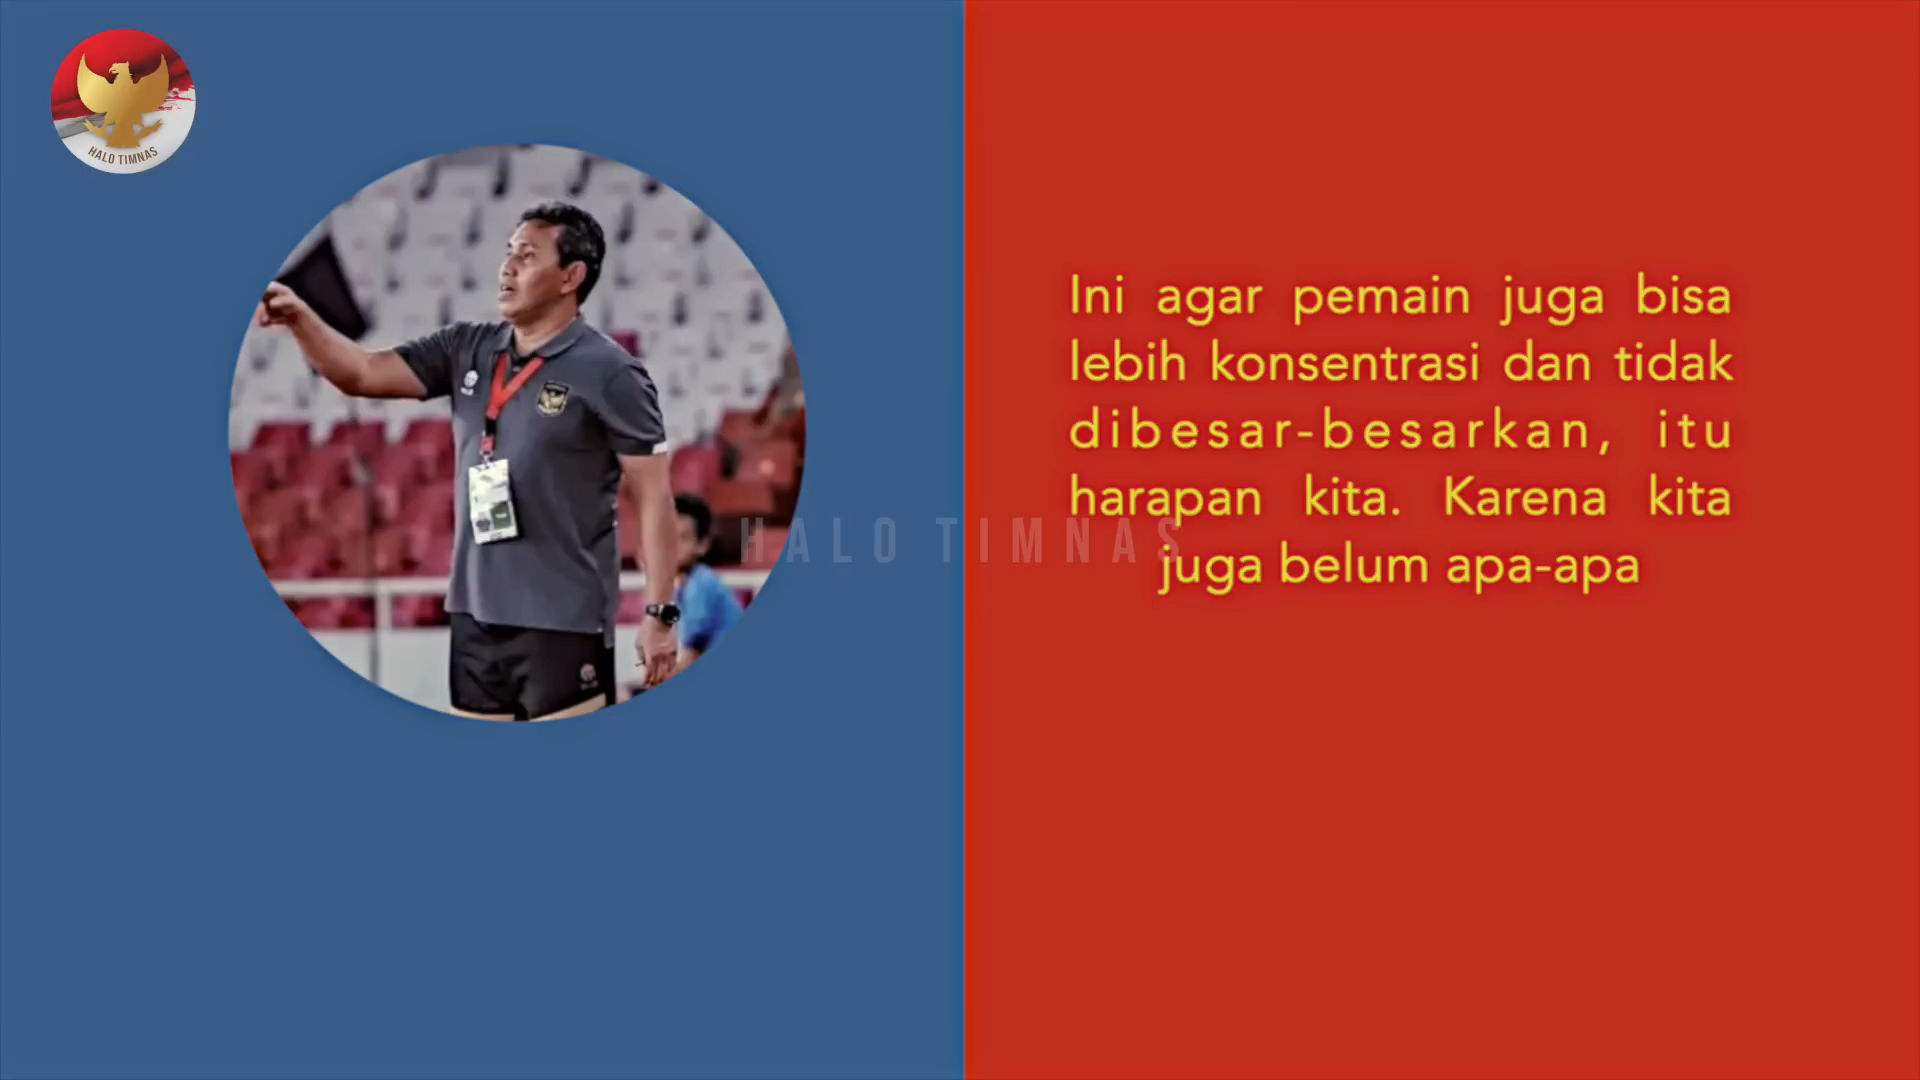 HALO TIMNAS
Ini agar pemain juga bisa
lebih konsentrasi dan tidak
dibesar-besarkan, itu
harapan kita. Karena kita
juga belum apa-apa
HALO TIMNAS